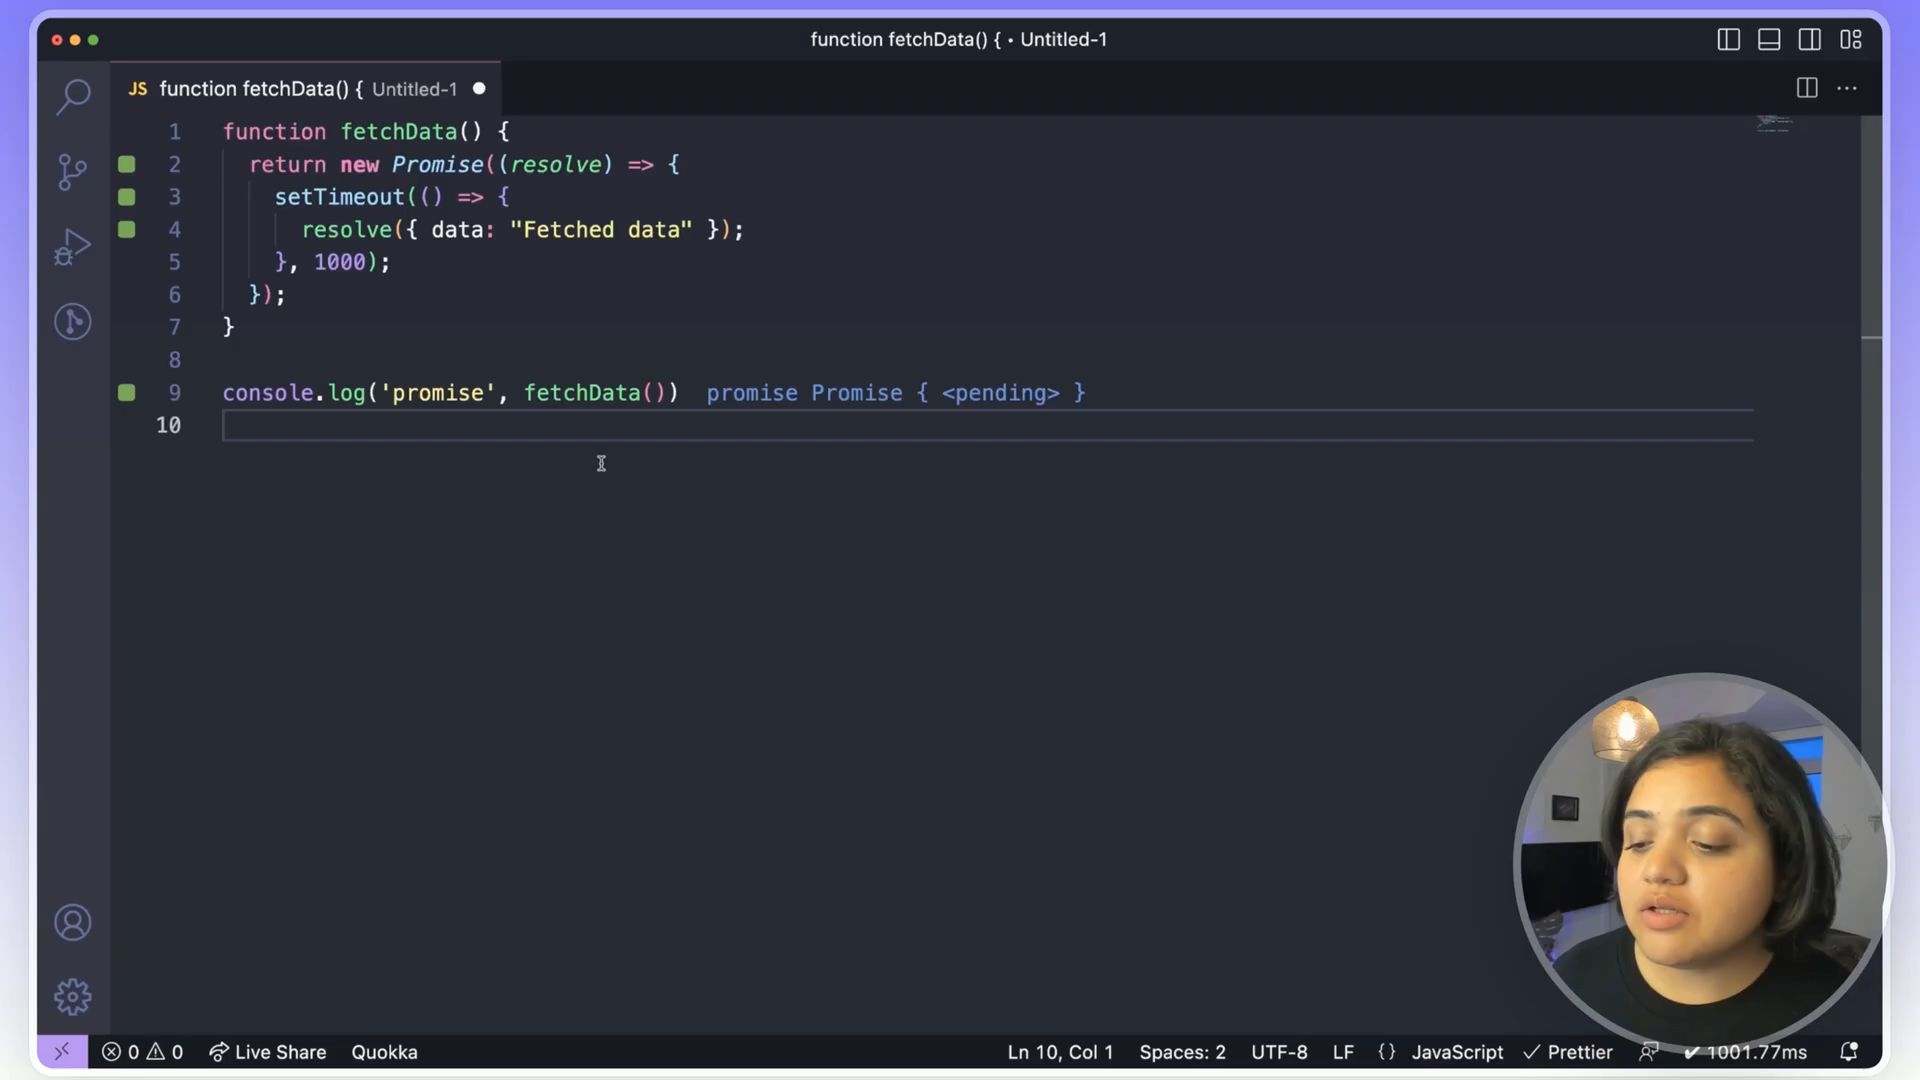 function fetchData() { • Untitled-1
JS function fetchData() { Untitled-1
1 function fetchData() {
2 return new Promise((resolve) => {
3 setTimeout(() => {
4 resolve({ data: "Fetched data" });
5 }, 1000);
6 });
7 }
8
9 console.log('promise', fetchData()) promise Promise { <pending> }
10
0 0 Live Share Quokka Ln 10, Col 1 Spaces: 2 UTF-8 LF {} JavaScript ✓ Prettier ✔ 1001.77ms